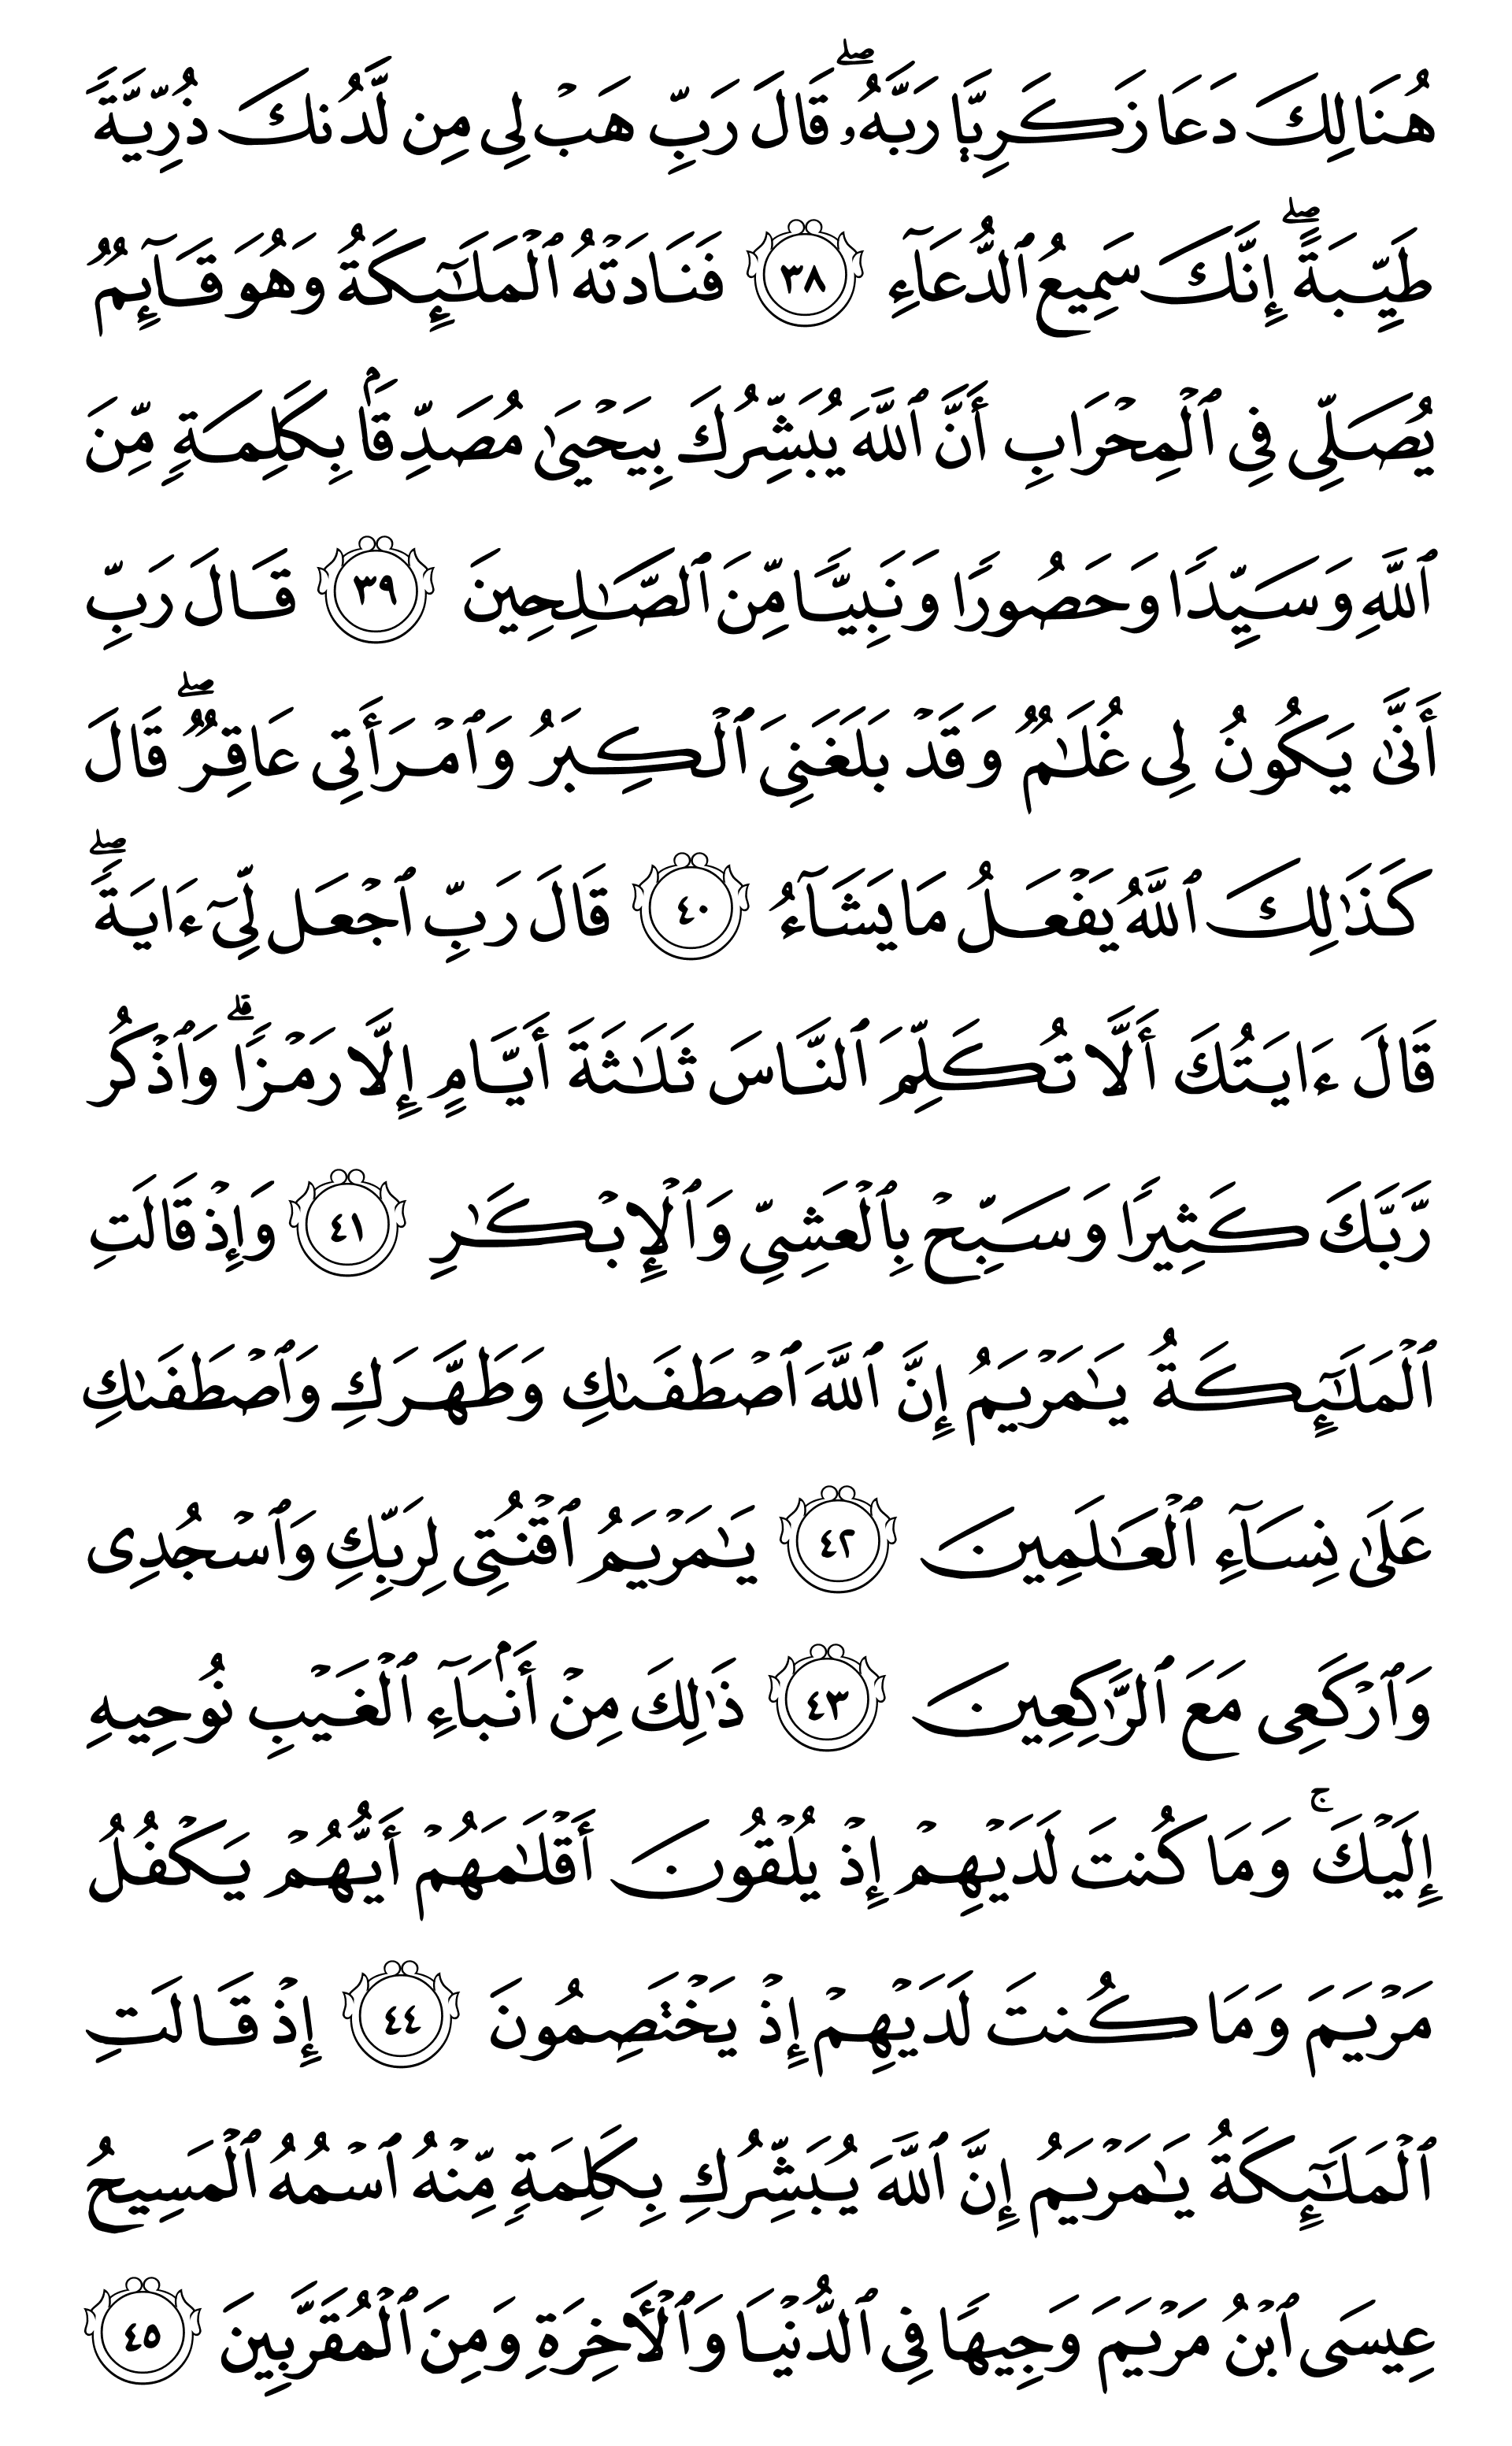 هُنَالِكَ دَعَا زَكَرِيَّا رَبَّهُۥۖ قَالَ رَبِّ هَبۡ لِي مِن لَّدُنكَ ذُرِّيَّةٗ
طَيِّبَةًۖ إِنَّكَ سَمِيعُ ٱلدُّعَآءِ ٣٨ فَنَادَتۡهُ ٱلۡمَلَٰٓئِكَةُ وَهُوَ قَآئِمٞ
يُصَلِّي فِي ٱلۡمِحۡرَابِ أَنَّ ٱللَّهَ يُبَشِّرُكَ بِيَحۡيَىٰ مُصَدِّقَۢا بِكَلِمَةٖ مِّنَ
ٱللَّهِ وَسَيِّدٗا وَحَصُورٗا وَنَبِيّٗا مِّنَ ٱلصَّٰلِحِينَ ٣٩ قَالَ رَبِّ
أَنَّىٰ يَكُونُ لِي غُلَٰمٞ وَقَدۡ بَلَغَنِيَ ٱلۡكِبَرُ وَٱمۡرَأَتِي عَاقِرٞۖ قَالَ
كَذَٰلِكَ ٱللَّهُ يَفۡعَلُ مَا يَشَآءُ ٤٠ قَالَ رَبِّ ٱجۡعَل لِّيٓ ءَايَةٗۖ
قَالَ ءَايَتُكَ أَلَّا تُكَلِّمَ ٱلنَّاسَ ثَلَٰثَةَ أَيَّامٍ إِلَّا رَمۡزٗاۗ وَٱذۡكُر
رَّبَّكَ كَثِيرٗا وَسَبِّحۡ بِٱلۡعَشِيِّ وَٱلۡإِبۡكَٰرِ ٤١ وَإِذۡ قَالَتِ
ٱلۡمَلَٰٓئِكَةُ يَٰمَرۡيَمُ إِنَّ ٱللَّهَ ٱصۡطَفَىٰكِ وَطَهَّرَكِ وَٱصۡطَفَىٰكِ
عَلَىٰ نِسَآءِ ٱلۡعَٰلَمِينَ ٤٢ يَٰمَرۡيَمُ ٱقۡنُتِي لِرَبِّكِ وَٱسۡجُدِي
وَٱرۡكَعِي مَعَ ٱلرَّٰكِعِينَ ٤٣ ذَٰلِكَ مِنۡ أَنۢبَآءِ ٱلۡغَيۡبِ نُوحِيهِ
إِلَيۡكَۚ وَمَا كُنتَ لَدَيۡهِمۡ إِذۡ يُلۡقُونَ أَقۡلَٰمَهُمۡ أَيُّهُمۡ يَكۡفُلُ
مَرۡيَمَ وَمَا كُنتَ لَدَيۡهِمۡ إِذۡ يَخۡتَصِمُونَ ٤٤ إِذۡ قَالَتِ
ٱلۡمَلَٰٓئِكَةُ يَٰمَرۡيَمُ إِنَّ ٱللَّهَ يُبَشِّرُكِ بِكَلِمَةٖ مِّنۡهُ ٱسۡمُهُ ٱلۡمَسِيحُ
عِيسَى ٱبۡنُ مَرۡيَمَ وَجِيهٗا فِي ٱلدُّنۡيَا وَٱلۡأٓخِرَةِ وَمِنَ ٱلۡمُقَرَّبِينَ ٤٥